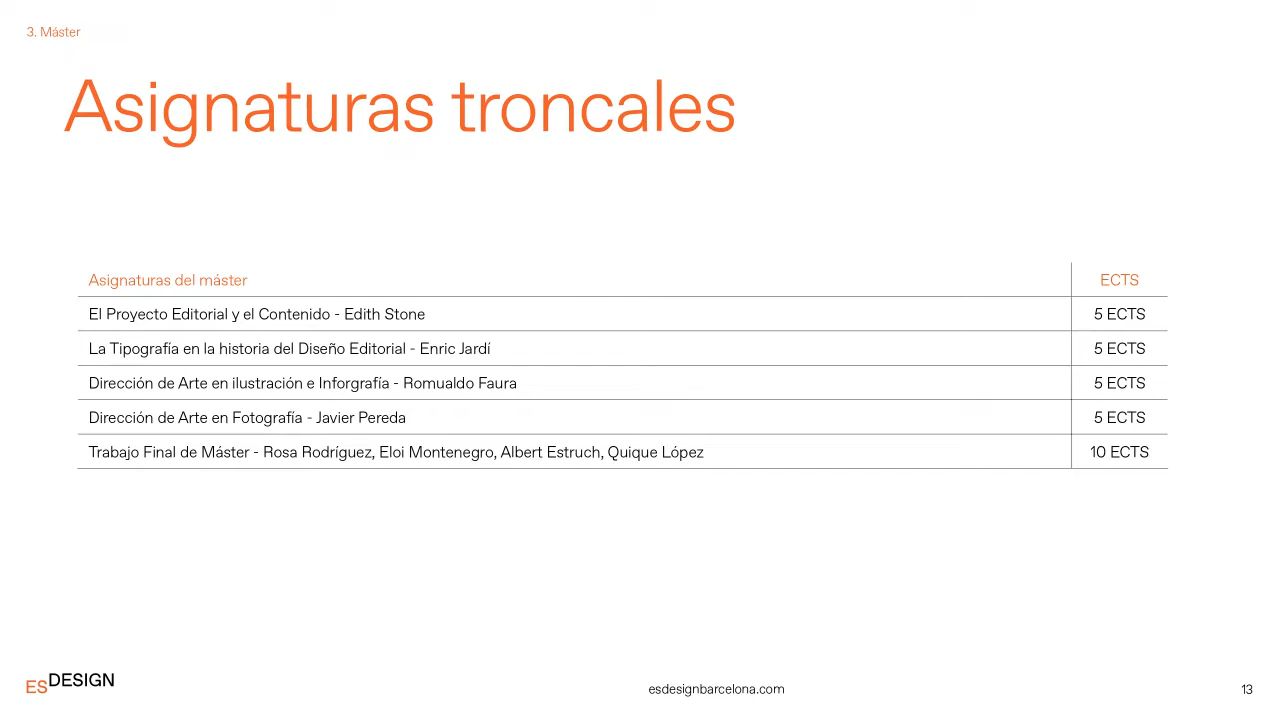 3. Máster
Asignaturas troncales
Asignaturas del máster ECTS
El Proyecto Editorial y el Contenido - Edith Stone 5 ECTS
La Tipografía en la historia del Diseño Editorial - Enric Jardí 5 ECTS
Dirección de Arte en ilustración e Inforgrafía - Romualdo Faura 5 ECTS
Dirección de Arte en Fotografía - Javier Pereda 5 ECTS
Trabajo Final de Máster - Rosa Rodríguez, Eloi Montenegro, Albert Estruch, Quique López 10 ECTS
ESDESIGN esdesignbarcelona.com 13